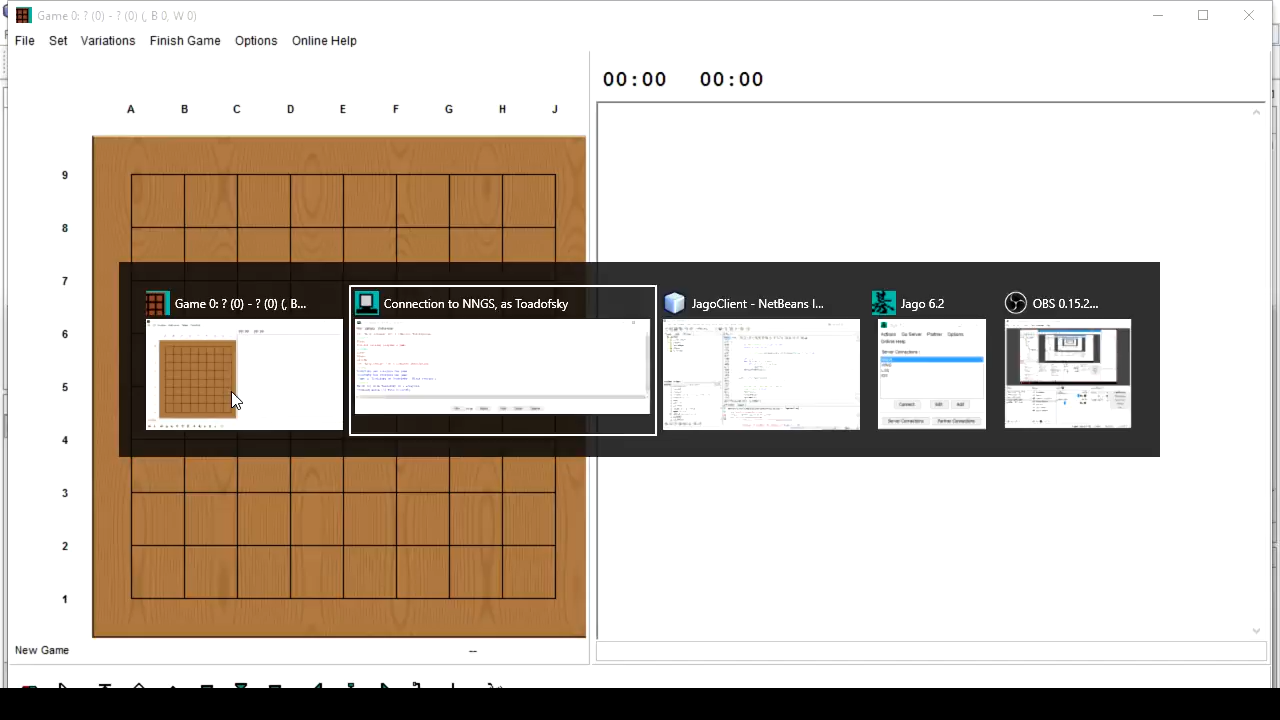 Game 0: ? (0) - ? (0) (, B 0, W 0)
File Set Variations Finish Game Options Online Help
00:00 00:00
A B C D E F G H J
9
8
7
Game 0: ? (0) - ? (0) (, B... Connection to NNGS, as Toadofsky JagoClient - NetBeans I... Jago 6.2 OBS 0.15.2...
6
5
4
3
2
1
New Game --